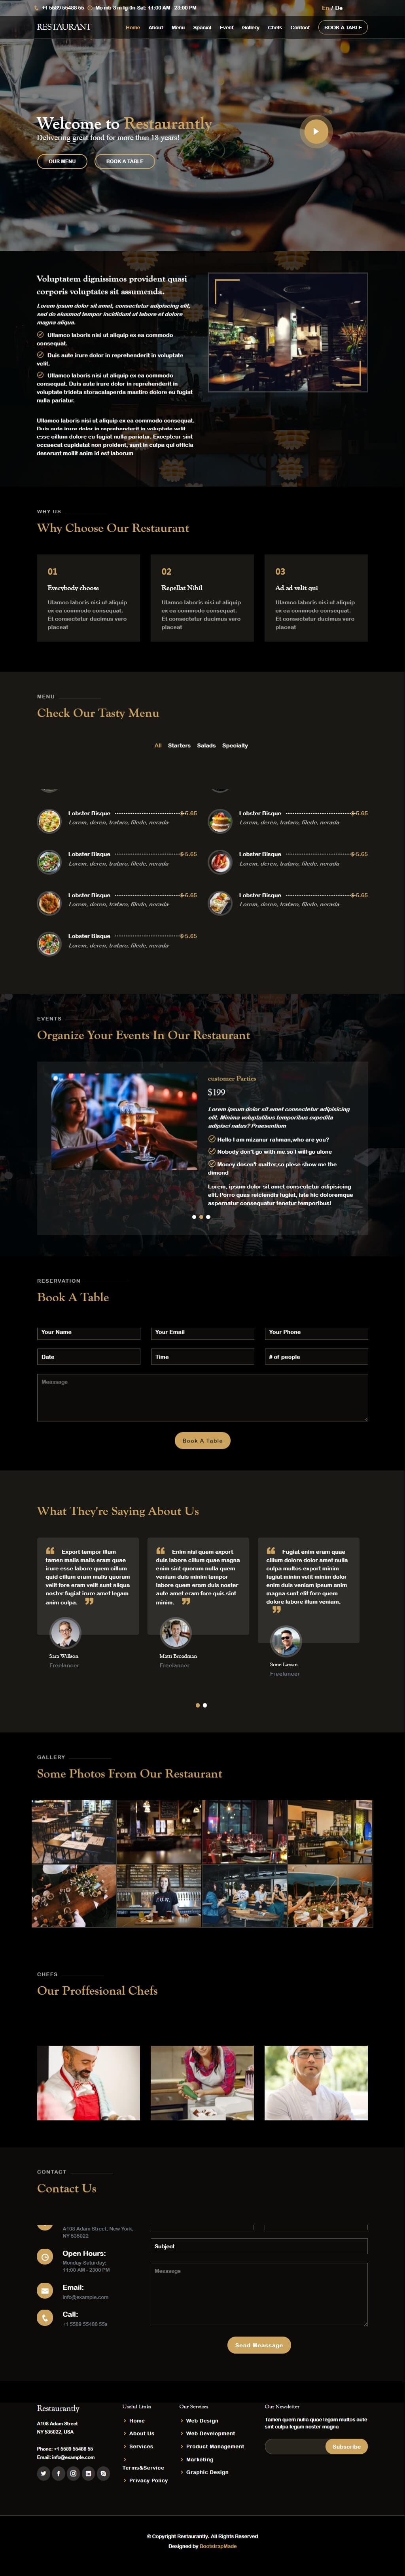 +1 5589 55488 55 Mo mb-fi m-ig-0n-Sat: 11:00 AM - 23:00 PM
En / De
RESTAURANT
Home About Menu Spacial Event Gallery Chefs Contact BOOK A TABLE
Welcome to Restaurantly
Delivering great food for more than 18 years!
OUR MENU BOOK A TABLE
Voluptatem dignissimos provident quasi
corporis voluptates sit assumenda.
Lorem ipsum dolor sit amet, consectetur adipiscing elit,
sed do eiusmod tempor incididunt ut labore et dolore
magna aliqua.
Ullamco laboris nisi ut aliquip ex ea commodo
consequat.
Duis aute irure dolor in reprehenderit in voluptate
velit.
Ullamco laboris nisi ut aliquip ex ea commodo
consequat. Duis aute irure dolor in reprehenderit in
voluptate trideta storacalaperda mastiro dolore eu fugiat
nulla pariatur.
Ullamco laboris nisi ut aliquip ex ea commodo consequat.
Duis aute irure dolor in reprehenderit in voluptate velit
esse cillum dolore eu fugiat nulla pariatur. Excepteur sint
occaecat cupidatat non proident, sunt in culpa qui officia
deserunt mollit anim id est laborum
WHY US
Why Choose Our Restaurant
01
Everybody choose
Ulamco laboris nisi ut aliquip
ex ea commodo consequat.
Et consectetur ducimus vero
placeat
02
Repellat Nihil
Ulamco laboris nisi ut aliquip
ex ea commodo consequat.
Et consectetur ducimus vero
placeat
03
Ad ad velit qui
Ulamco laboris nisi ut aliquip
ex ea commodo consequat.
Et consectetur ducimus vero
placeat
MENU
Check Our Tasty Menu
All Starters Salads Specialty
Lobster Bisque 5.65
Lorem, deren, trataro, filede, nerada
Lobster Bisque 5.65
Lorem, deren, trataro, filede, nerada
Lobster Bisque 5.65
Lorem, deren, trataro, filede, nerada
Lobster Bisque 5.65
Lorem, deren, trataro, filede, nerada
Lobster Bisque 5.65
Lorem, deren, trataro, filede, nerada
Lobster Bisque 5.65
Lorem, deren, trataro, filede, nerada
Lobster Bisque 5.65
Lorem, deren, trataro, filede, nerada
EVENTS
Organize Your Events In Our Restaurant
customer Parties
$199
Lorem ipsum dolor sit amet consectetur adipisicing
elit. Minima voluptatibus temporibus expedita
adipisci natus? Praesentium
Hello I am mizanur rahman,who are you?
Nobody don't go with me.so I will go alone
Money dosen't matter,so plese show me the
dimond
Lorem, ipsum dolor sit amet consectetur adipisicing
elit. Porro quas reiciendis fugiat, iste hic doloremque
aspernatur consequatur tenetur temporibus!
RESERVATION
Book A Table
Your Name Your Email Your Phone
Date Time # of people
Meassage
Book A Table
What They're Saying About Us
Export tempor illum
tamen malis malis eram quae
irure esse labore quem cillum
quid cillum eram malis quorum
velit fore eram velit sunt aliqua
noster fugiat irure amet legam
anim culpa.
Sara Willson
Freelancer
Enim nisi quem export
duis labore cillum quae magna
enim sint quorum nulla quem
veniam duis minim tempor
labore quem eram duis noster
aute amet eram fore quis sint
minim.
Matti Broadman
Freelancer
Fugiat enim eram quae
cillum dolore dolor amet nulla
culpa multos export minim
fugiat minim velit minim dolor
enim duis veniam ipsum anim
magna sunt elit fore quem
dolore labore illum veniam.
Freelancer
GALLERY
Some Photos From Our Restaurant
CHEFS
Our Proffesional Chefs
CONTACT
Contact Us
A108 Adam Street, New York,
NY 535022
Open Hours:
Monday-Saturday:
11:00 AM - 2300 PM
Email:
info@example.com
Call:
+1 5589 55488 55s
Subject
Meassage
Send Meassage
Restaurantly
A108 Adam Street
NY 535022, USA
Phone: +1 5589 55488 55
Email: info@example.com
Useful Links
Home
About Us
Services
Terms&Service
Privacy Policy
Our Services
Web Design
Web Development
Product Management
Marketing
Graphic Design
Our Newsletter
Tamen quem nulla quae legam multos aute
sint culpa legam noster magna
Subscribe
© Copyright Restaurantly. All Rights Reserved
Designed by BootstrapMade